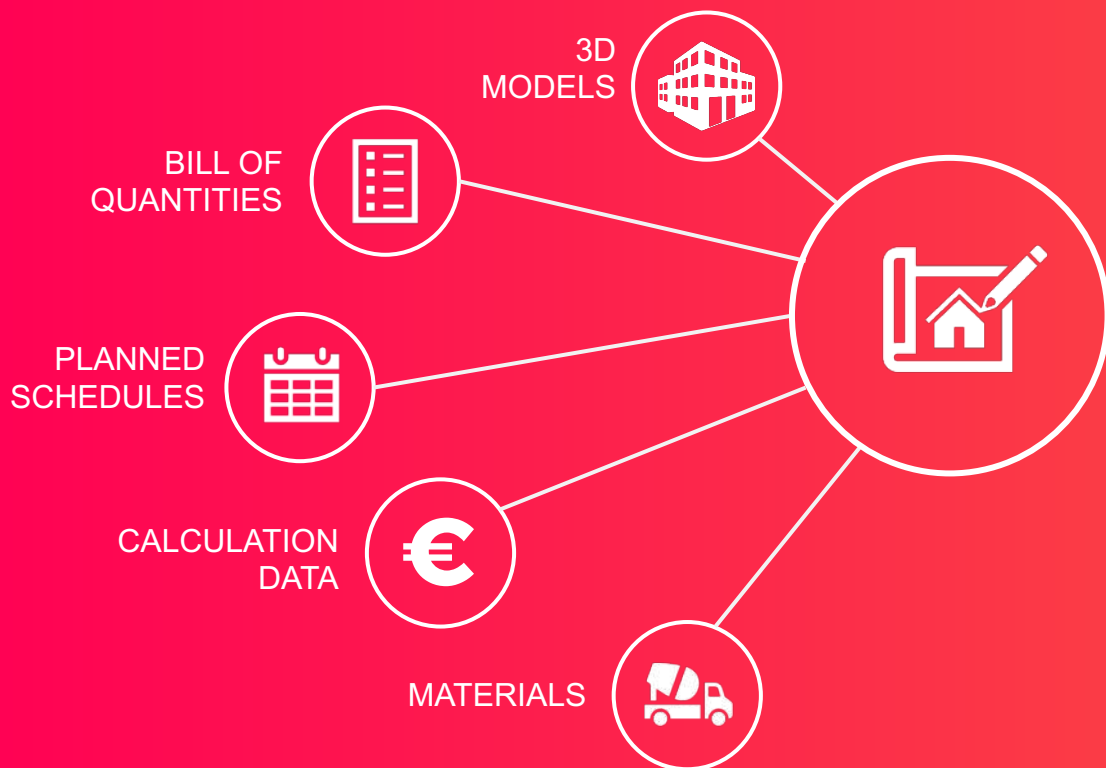 3D
MODELS
BILL OF
QUANTITIES
PLANNED
SCHEDULES
CALCULATION
DATA
MATERIALS